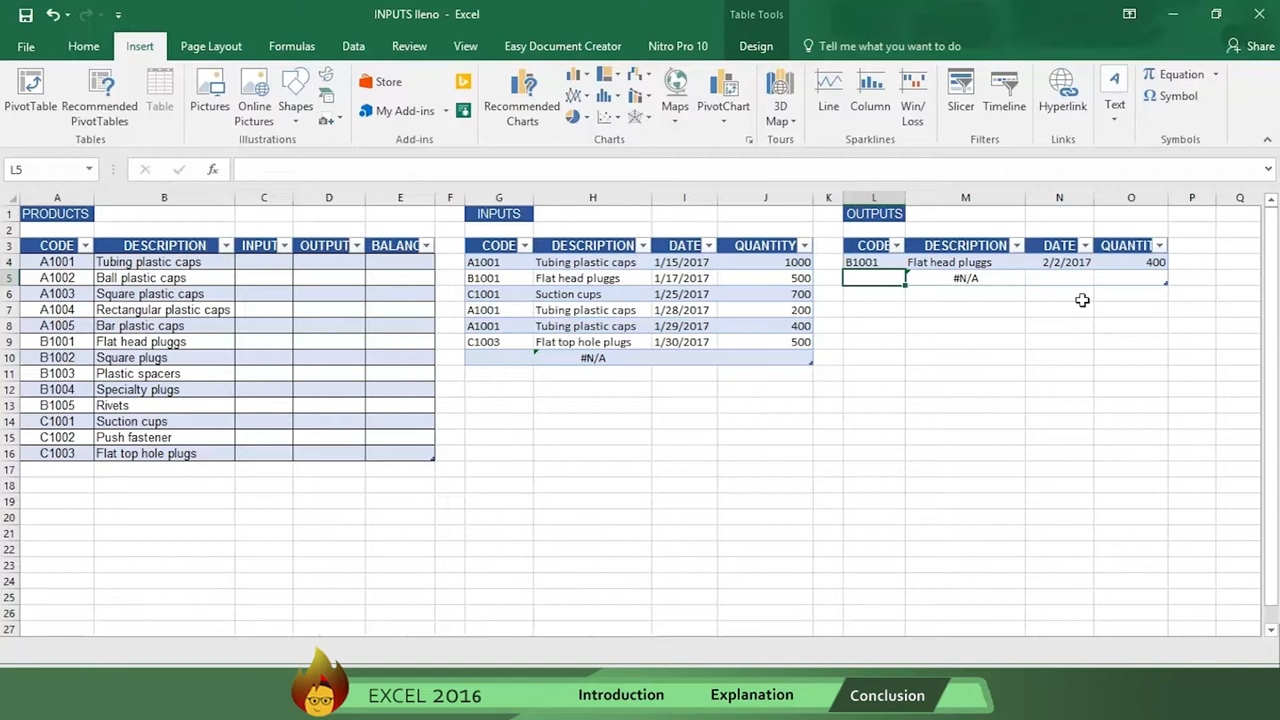 INPUTS lleno - Excel
Table Tools
File Home Insert Page Layout Formulas Data Review View Easy Document Creator Nitro Pro 10 Design Tell me what you want to do Share
PivotTable
Recommended
PivotTables
Table
Tables
Pictures
Online
Pictures
Shapes
Illustrations
Store
My Add-ins
Add-ins
Recommended
Charts
Maps
PivotChart
Charts
3D
Map
Tours
Line
Column
Win/
Loss
Sparklines
Slicer
Timeline
Filters
Hyperlink
Links
Text
Equation
Symbol
Symbols
L5
fx
A B C D E F G H I J K L M N O P Q
1 PRODUCTS INPUTS OUTPUTS
2
3 CODE DESCRIPTION INPUT OUTPUT BALANC CODE DESCRIPTION DATE QUANTITY CODE DESCRIPTION DATE QUANTIT
4 A1001 Tubing plastic caps A1001 Tubing plastic caps 1/15/2017 1000 B1001 Flat head pluggs 2/2/2017 400
5 A1002 Ball plastic caps B1001 Flat head pluggs 1/17/2017 500 #N/A
6 A1003 Square plastic caps C1001 Suction cups 1/25/2017 700
7 A1004 Rectangular plastic caps A1001 Tubing plastic caps 1/28/2017 200
8 A1005 Bar plastic caps A1001 Tubing plastic caps 1/29/2017 400
9 B1001 Flat head pluggs C1003 Flat top hole plugs 1/30/2017 500
10 B1002 Square plugs #N/A
11 B1003 Plastic spacers
12 B1004 Specialty plugs
13 B1005 Rivets
14 C1001 Suction cups
15 C1002 Push fastener
16 C1003 Flat top hole plugs
17
18
19
20
21
22
23
24
25
26
27
EXCEL 2016 Introduction Explanation Conclusion